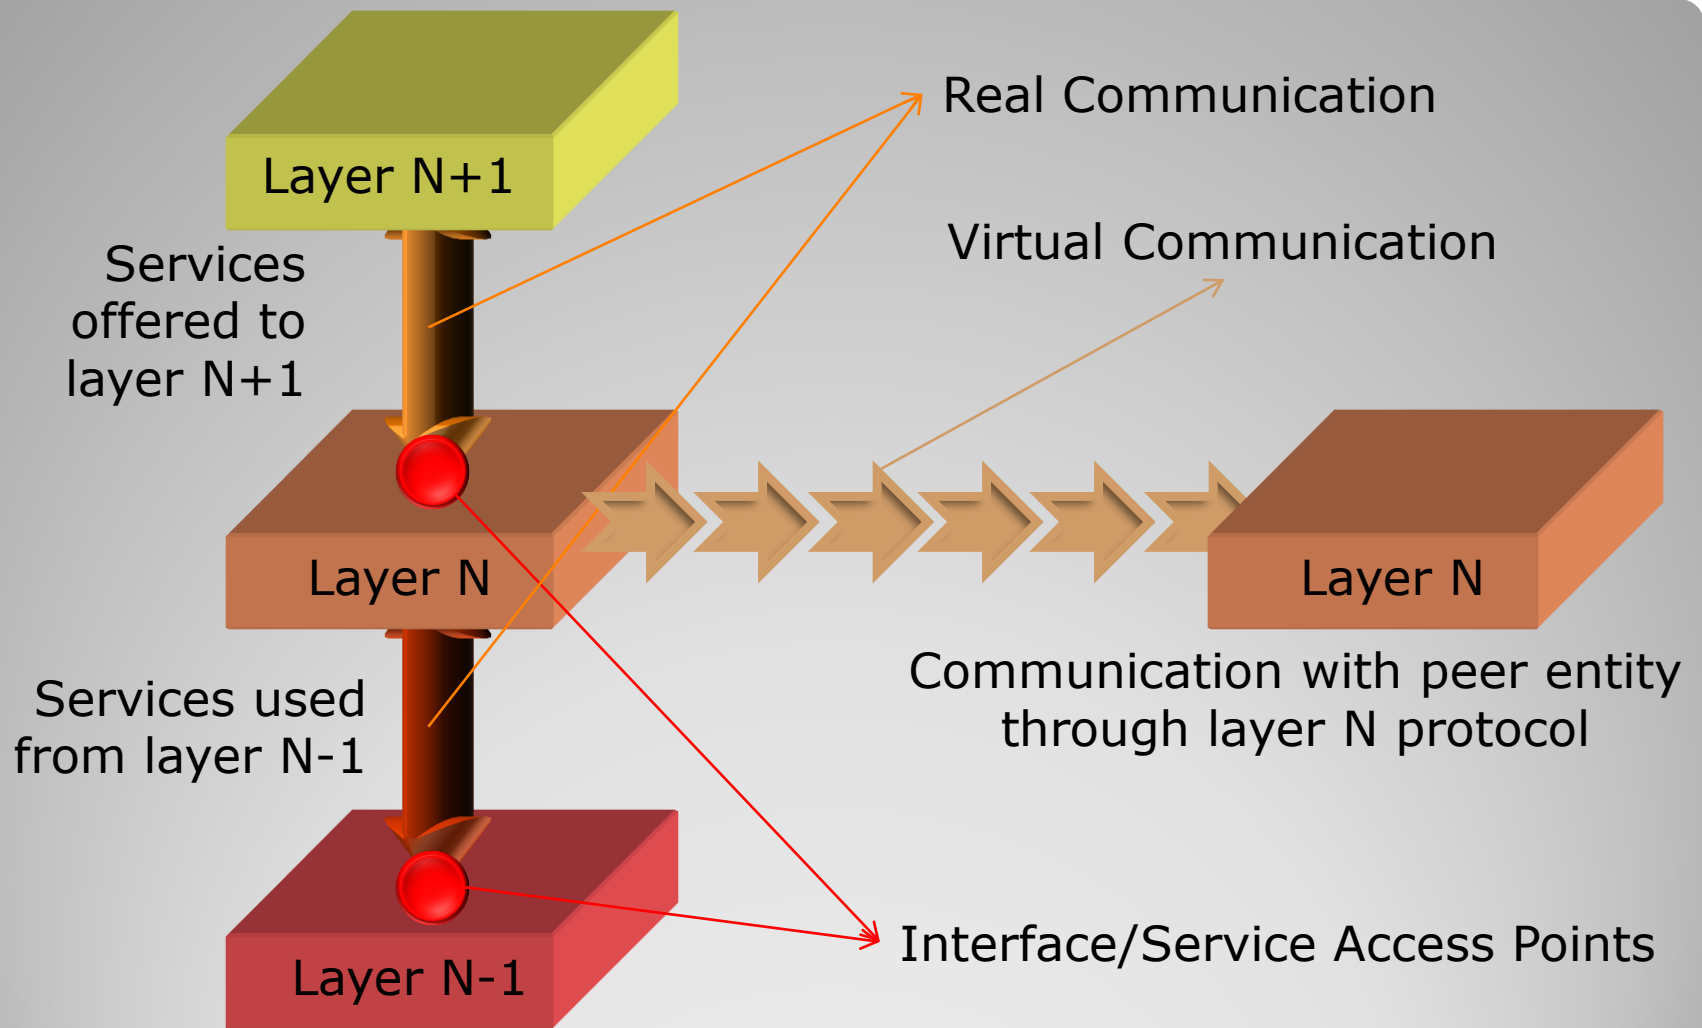 Real Communication
Layer N+1
Virtual Communication
Services
offered to
layer N+1
Layer N
Layer N
Communication with peer entity
through layer N protocol
Services used
from layer N-1
Interface/Service Access Points
Layer N-1